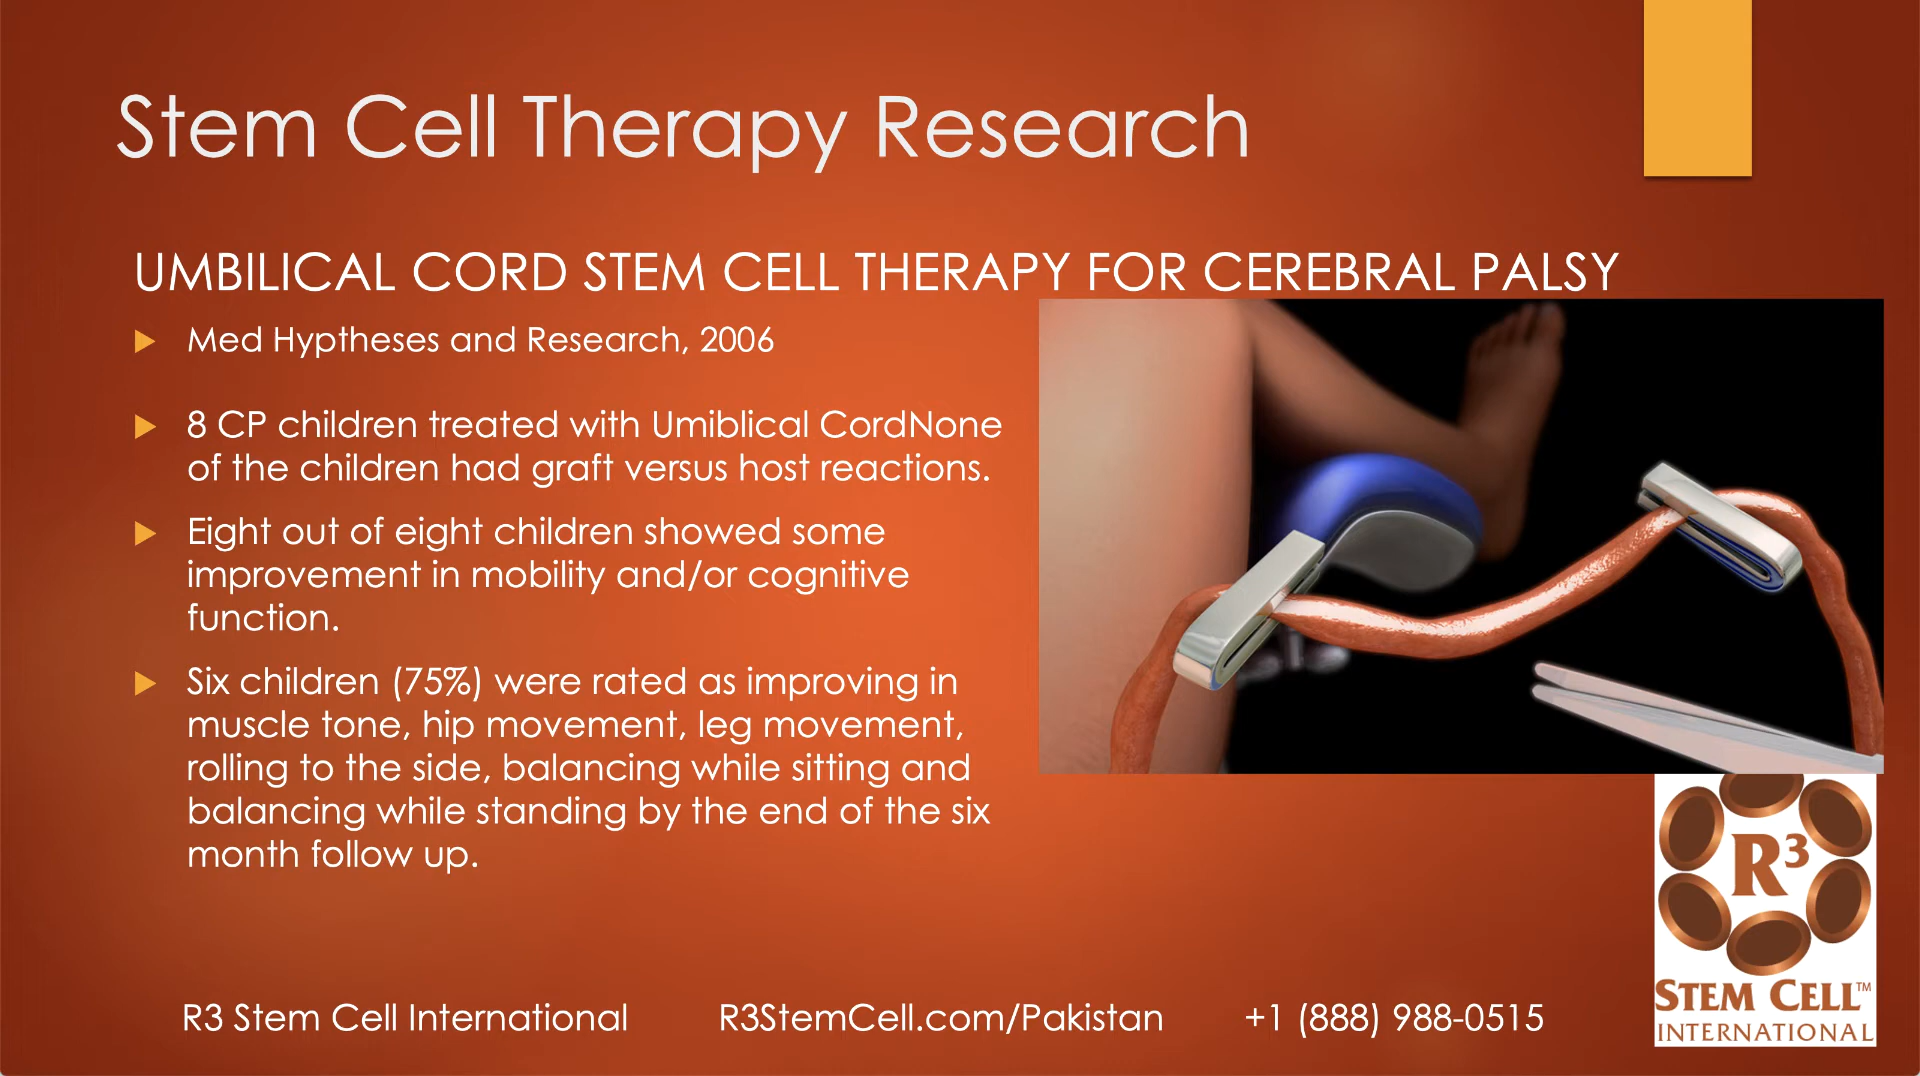 Stem Cell Therapy Research
UMBILICAL CORD STEM CELL THERAPY FOR CEREBRAL PALSY
Med Hyptheses and Research, 2006
8 CP children treated with Umiblical CordNone
of the children had graft versus host reactions.
Eight out of eight children showed some
improvement in mobility and/or cognitive
function.
Six children (75%) were rated as improving in
muscle tone, hip movement, leg movement,
rolling to the side, balancing while sitting and
balancing while standing by the end of the six
month follow up.
R3 Stem Cell International R3StemCell.com/Pakistan +1 (888) 988-0515
R³
STEM CELL™
INTERNATIONAL